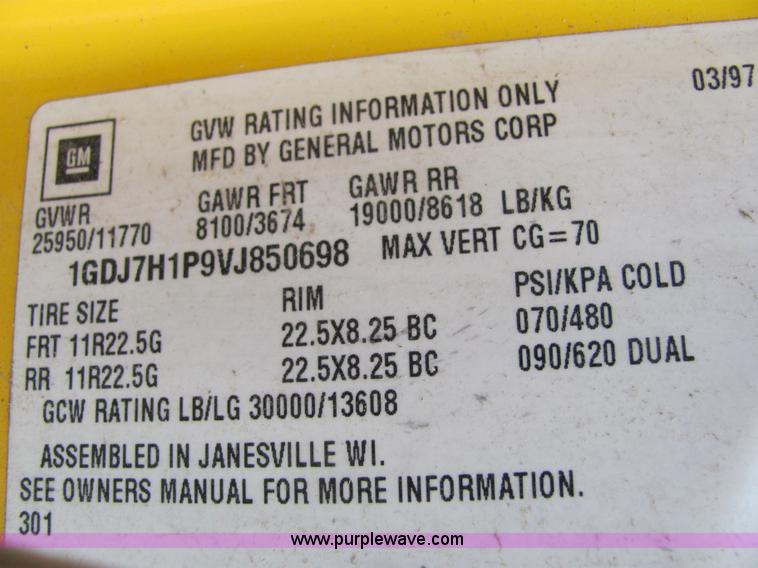 03/97
GM
GVW RATING INFORMATION ONLY
MFD BY GENERAL MOTORS CORP
GVWR GAWR FRT GAWR RR
25950/11770 8100/3674 19000/8618 LB/KG
1GDJ7H1P9VJ850698 MAX VERT CG=70
TIRE SIZE RIM PSI/KPA COLD
FRT 11R22.5G 22.5X8.25 BC 070/480
RR 11R22.5G 22.5X8.25 BC 090/620 DUAL
GCW RATING LB/LG 30000/13608
ASSEMBLED IN JANESVILLE WI.
SEE OWNERS MANUAL FOR MORE INFORMATION.
301
www.purplewave.com